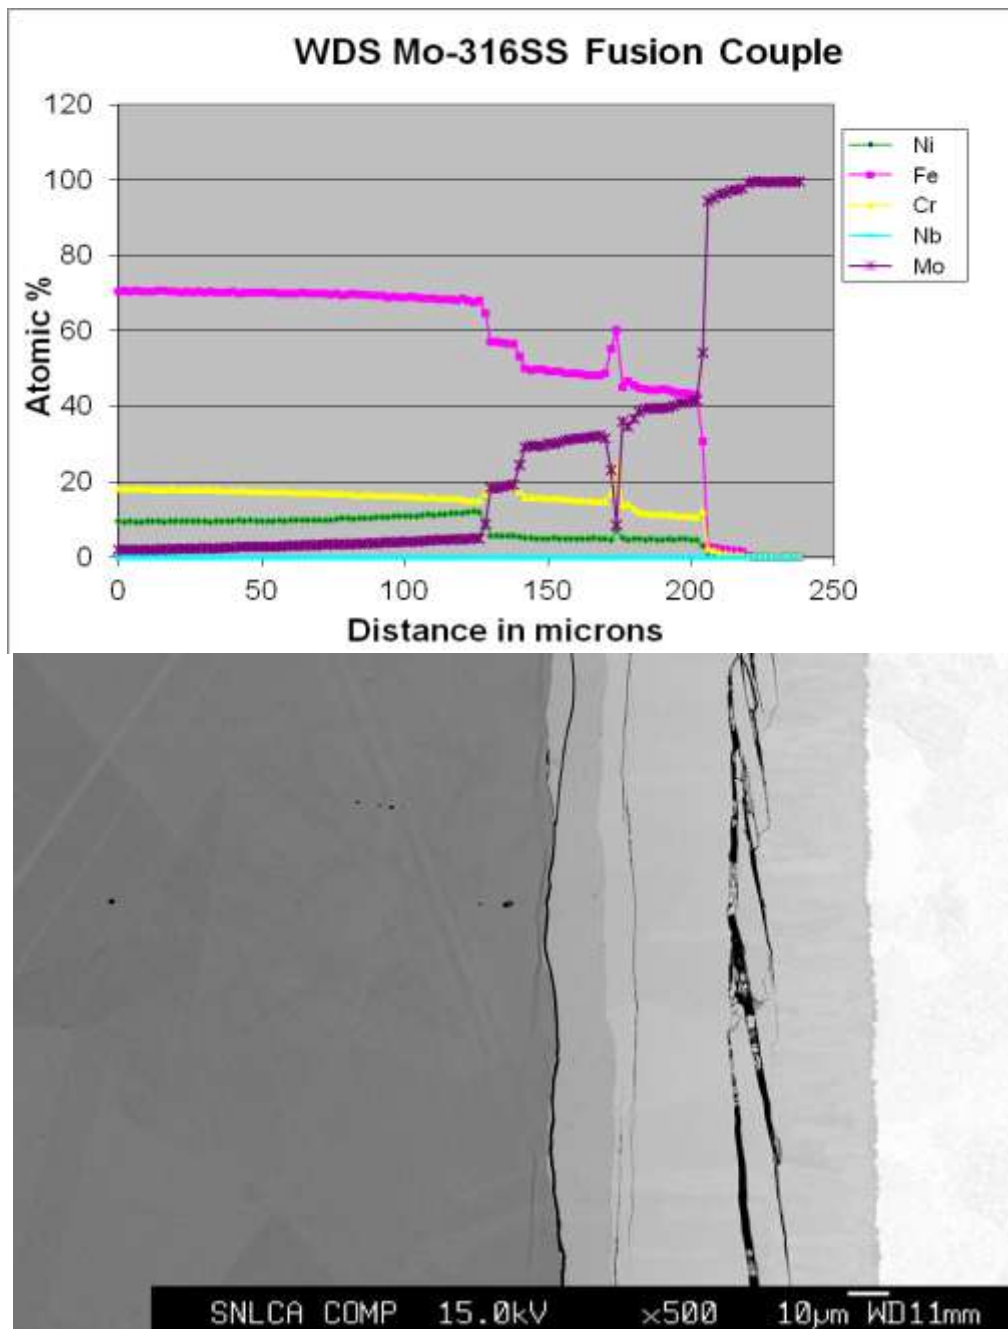 WDS Mo-316SS Fusion Couple
120
100
80
60
40
20
0
Atomic %
0 50 100 150 200 250
Distance in microns
Ni
Fe
Cr
Nb
Mo
SNLCA COMP 15.0kV ×500 10µm WD11mm